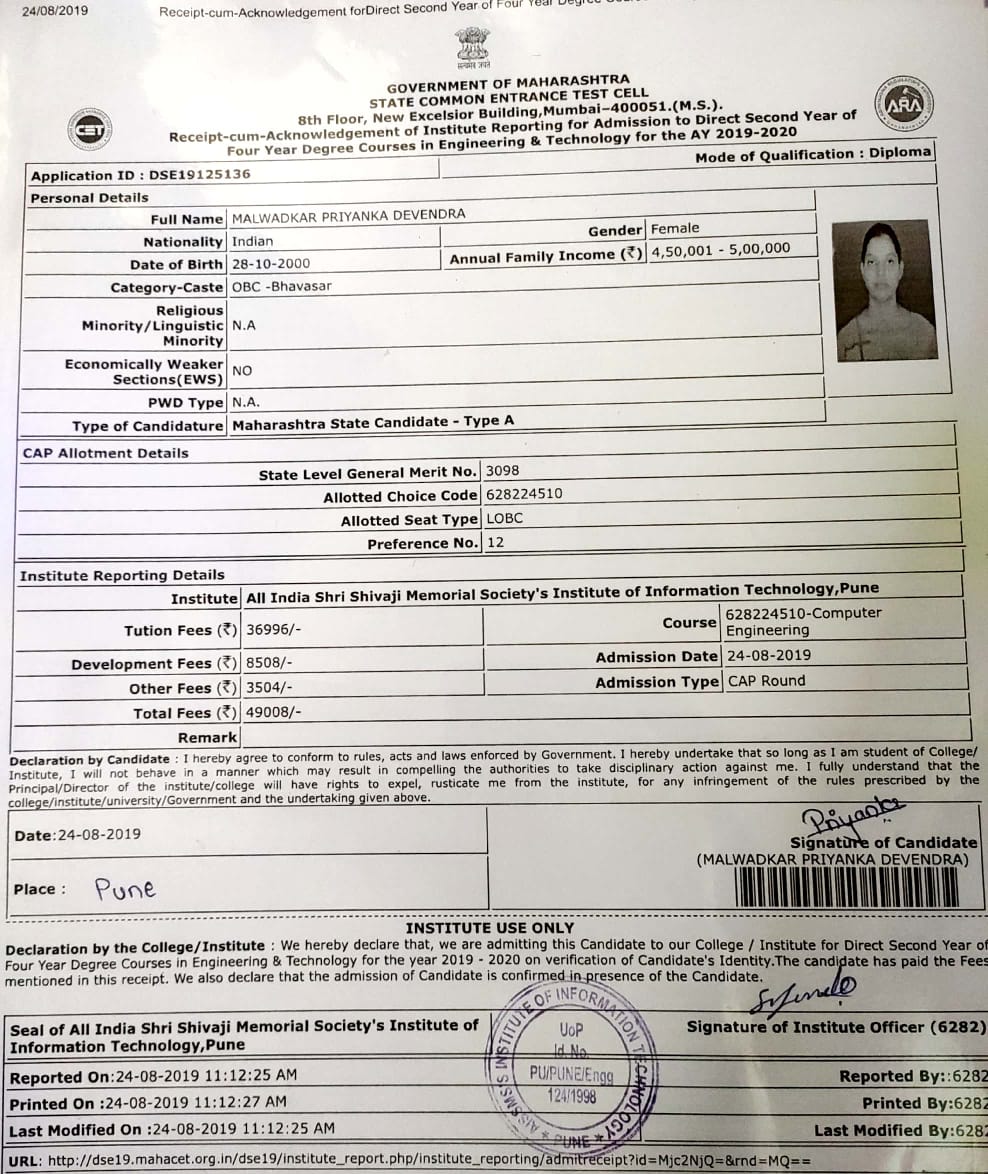 24/08/2019 Receipt-cum-Acknowledgement forDirect Second Year of Four Year Degree
सत्यमेव जयते
GOVERNMENT OF MAHARASHTRA
STATE COMMON ENTRANCE TEST CELL
8th Floor, New Excelsior Building,Mumbai-400051.(M.S.).
CET
ARA
Receipt-cum-Acknowledgement of Institute Reporting for Admission to Direct Second Year of
Four Year Degree Courses in Engineering & Technology for the AY 2019-2020
Application ID : DSE19125136 Mode of Qualification : Diploma
Personal Details
Full Name MALWADKAR PRIYANKA DEVENDRA
Nationality Indian Gender Female
Date of Birth 28-10-2000 Annual Family Income (₹) 4,50,001 - 5,00,000
Category-Caste OBC -Bhavasar
Religious
Minority/Linguistic N.A
Minority
Economically Weaker
Sections(EWS) NO
PWD Type N.A.
Type of Candidature Maharashtra State Candidate - Type A
CAP Allotment Details
State Level General Merit No. 3098
Allotted Choice Code 628224510
Allotted Seat Type LOBC
Preference No. 12
Institute Reporting Details
Institute All India Shri Shivaji Memorial Society's Institute of Information Technology,Pune
Tution Fees (₹) 36996/- Course 628224510-Computer
Engineering
Development Fees (₹) 8508/- Admission Date 24-08-2019
Other Fees (₹) 3504/- Admission Type CAP Round
Total Fees (₹) 49008/-
Remark
Declaration by Candidate : I hereby agree to conform to rules, acts and laws enforced by Government. I hereby undertake that so long as I am student of College/
Institute, I will not behave in a manner which may result in compelling the authorities to take disciplinary action against me. I fully understand that the
Principal/Director of the institute/college will have rights to expel, rusticate me from the institute, for any infringement of the rules prescribed by the
college/institute/university/Government and the undertaking given above.
Priyanka
Date:24-08-2019
Signature of Candidate
(MALWADKAR PRIYANKA DEVENDRA)
Place : Pune
INSTITUTE USE ONLY
Declaration by the College/Institute : We hereby declare that, we are admitting this Candidate to our College / Institute for Direct Second Year of
Four Year Degree Courses in Engineering & Technology for the year 2019 - 2020 on verification of Candidate's Identity.The candidate has paid the Fees
mentioned in this receipt. We also declare that the admission of Candidate is confirmed in presence of the Candidate.
Seal of All India Shri Shivaji Memorial Society's Institute of
Information Technology,Pune
Signature of Institute Officer (6282)
AISSMS'S INSTITUTE OF INFORMATION TECHNOLOGY
* PUNE *
UoP
Id. No.
PU/PUNE/Engg
124/1998
Reported On:24-08-2019 11:12:25 AM Reported By::6282
Printed On :24-08-2019 11:12:27 AM Printed By:6282
Last Modified On :24-08-2019 11:12:25 AM Last Modified By:6282
URL: http://dse19.mahacet.org.in/dse19/institute_report.php/institute_reporting/admitreceipt?id=Mjc2NjQ=&rnd=MQ==